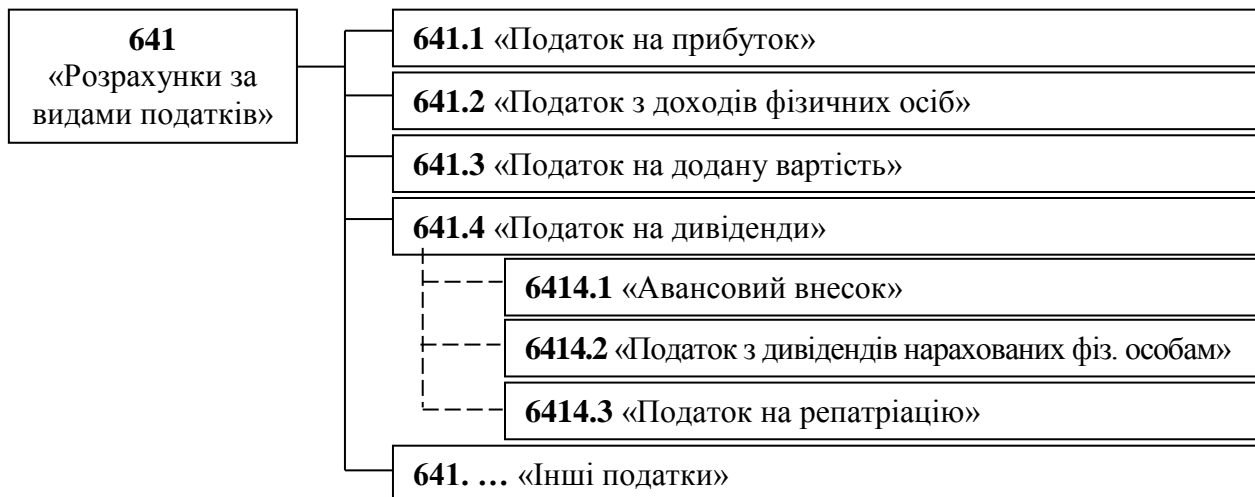 641
«Розрахунки за
видами податків»
641.1 «Податок на прибуток»
641.2 «Податок з доходів фізичних осіб»
641.3 «Податок на додану вартість»
641.4 «Податок на дивіденди»
6414.1 «Авансовий внесок»
6414.2 «Податок з дивідендів нарахованих фіз. особам»
6414.3 «Податок на репатріацію»
641. … «Інші податки»